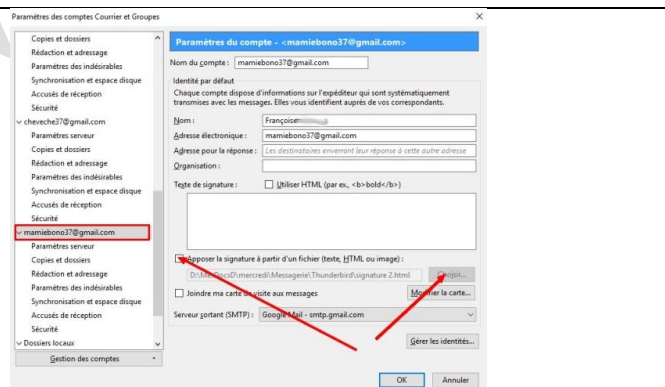 Paramètres des comptes Courrier et Groupes
Copies et dossiers
Rédaction et adressage
Paramètres des indésirables
Synchronisation et espace disque
Accusés de réception
Sécurité
cheveche37@gmail.com
Paramètres serveur
Copies et dossiers
Rédaction et adressage
Paramètres des indésirables
Synchronisation et espace disque
Accusés de réception
Sécurité
mamiebono37@gmail.com
Paramètres serveur
Copies et dossiers
Rédaction et adressage
Paramètres des indésirables
Synchronisation et espace disque
Accusés de réception
Sécurité
Dossiers locaux
Gestion des comptes
Paramètres du compte - <mamiebono37@gmail.com>
Nom du compte : mamiebono37@gmail.com
Identité par défaut
Chaque compte dispose d'informations sur l'expéditeur qui sont systématiquement
transmises avec les messages. Elles vous identifient auprès de vos correspondants.
Nom : Françoise
Adresse électronique : mamiebono37@gmail.com
Adresse pour la réponse : Les destinataires enverront leur réponse à cette autre adresse
Organisation :
Texte de signature : Utiliser HTML (par ex., <b>bold</b>)
Apposer la signature à partir d'un fichier (texte, HTML ou image) :
D:\MesDocsD\mercredi\Messagerie\Thunderbird\signature 2.html Choisir...
Joindre ma carte de visite aux messages Modifier la carte...
Serveur sortant (SMTP) : Google Mail - smtp.gmail.com
Gérer les identités...
OK Annuler